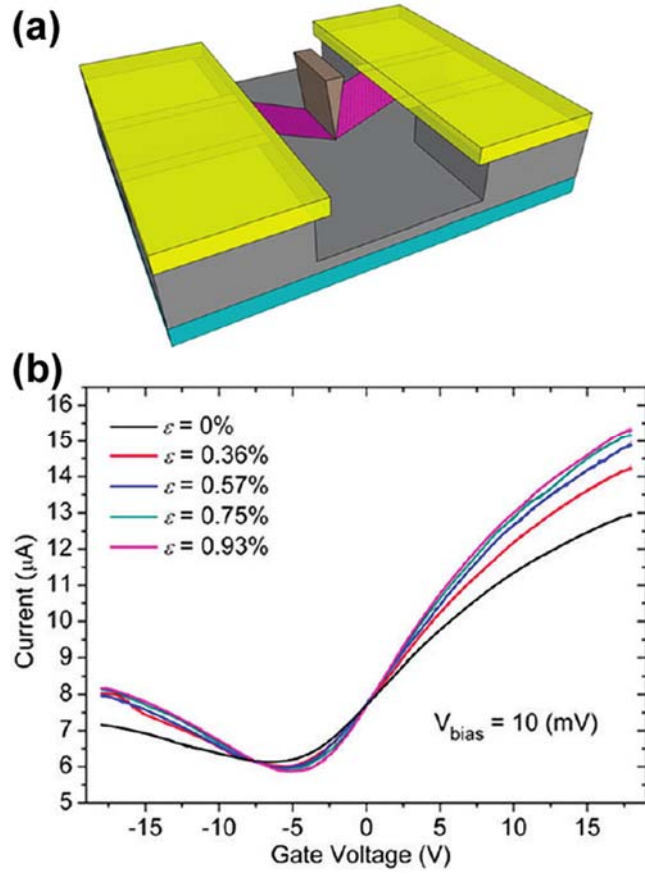 (a)
(b)
16
15
14
13
12
11
10
9
8
7
6
5
Current (μA)
ε = 0%
ε = 0.36%
ε = 0.57%
ε = 0.75%
ε = 0.93%
V_bias = 10 (mV)
-15 -10 -5 0 5 10 15
Gate Voltage (V)